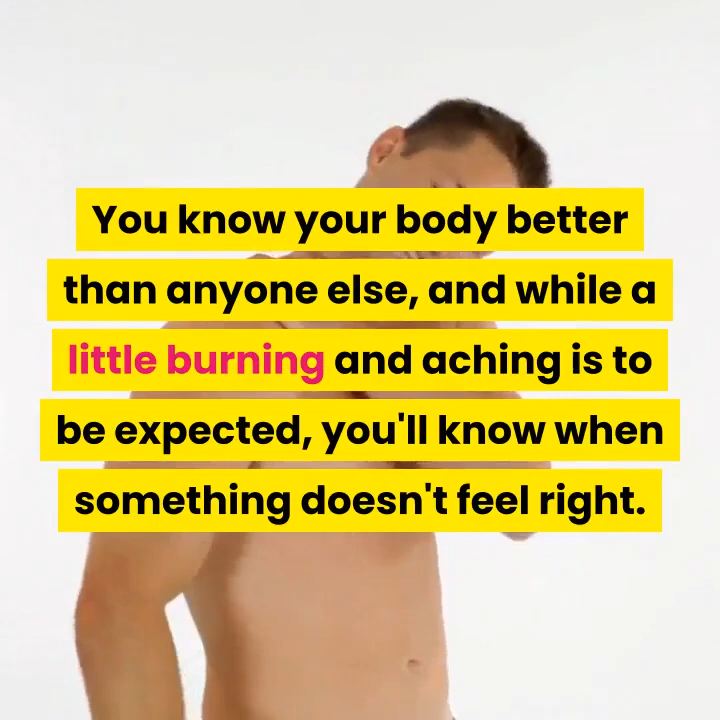 You know your body better
than anyone else, and while a
little burning and aching is to
be expected, you'll know when
something doesn't feel right.